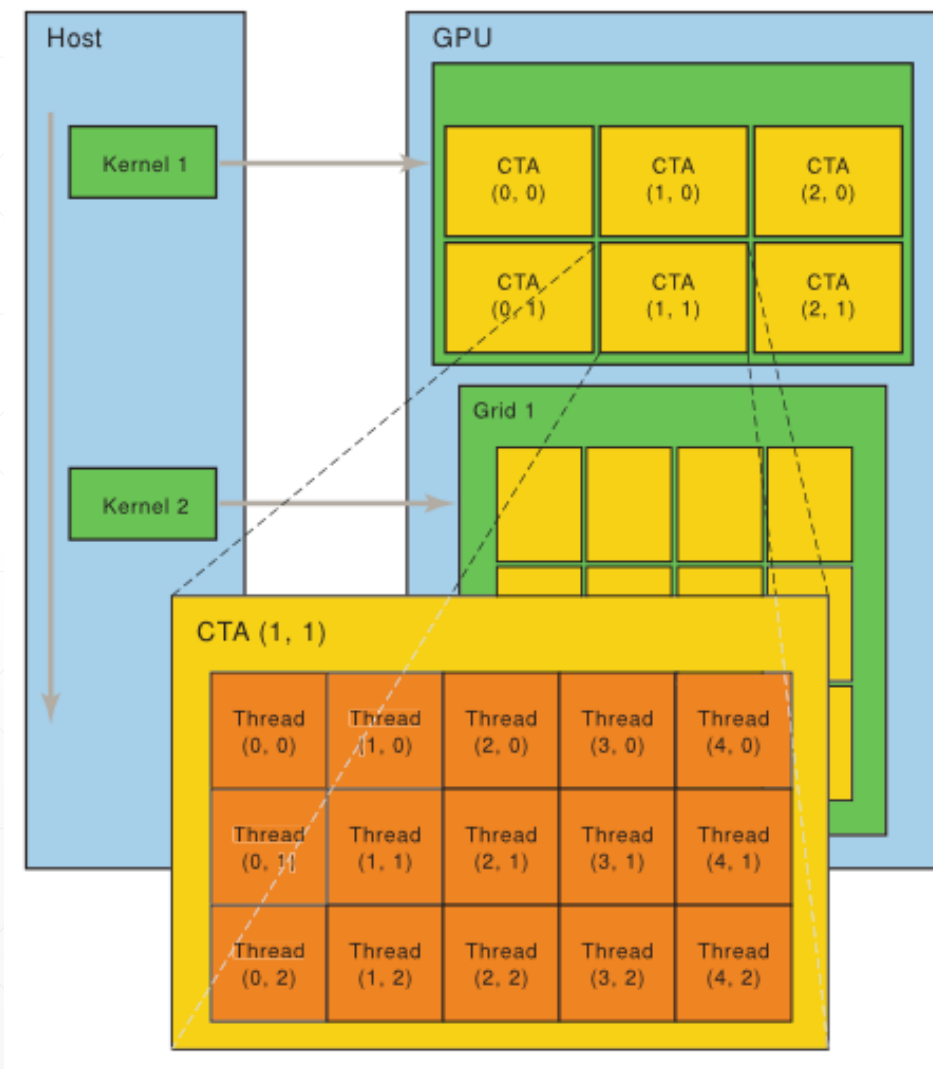 Host
GPU
Kernel 1
CTA
(0, 0)
CTA
(1, 0)
CTA
(2, 0)
CTA
(0, 1)
CTA
(1, 1)
CTA
(2, 1)
Grid 1
Kernel 2
CTA (1, 1)
Thread
(0, 0)
Thread
(1, 0)
Thread
(2, 0)
Thread
(3, 0)
Thread
(4, 0)
Thread
(0, 1)
Thread
(1, 1)
Thread
(2, 1)
Thread
(3, 1)
Thread
(4, 1)
Thread
(0, 2)
Thread
(1, 2)
Thread
(2, 2)
Thread
(3, 2)
Thread
(4, 2)